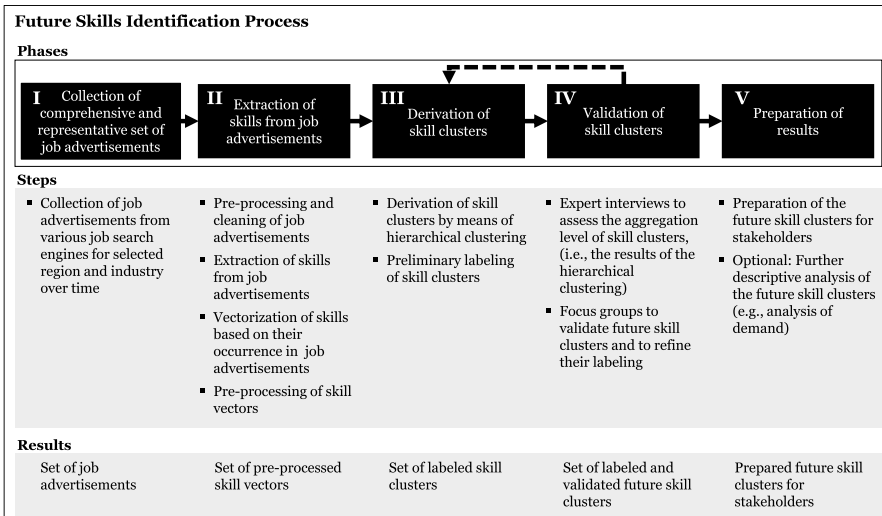 Future Skills Identification Process
Phases
I
Collection of
comprehensive and
representative set of
job advertisements
II
Extraction of
skills from job
advertisements
III
Derivation of
skill clusters
IV
Validation of
skill clusters
V
Preparation of
results
Steps
▪ Collection of job
advertisements from
various job search
engines for selected
region and industry
over time
▪ Pre-processing and
cleaning of job
advertisements
▪ Extraction of skills
from job
advertisements
▪ Vectorization of skills
based on their
occurrence in job
advertisements
▪ Pre-processing of skill
vectors
▪ Derivation of skill
clusters by means of
hierarchical clustering
▪ Preliminary labeling
of skill clusters
▪ Expert interviews to
assess the aggregation
level of skill clusters,
(i.e., the results of the
hierarchical
clustering)
▪ Focus groups to
validate future skill
clusters and to refine
their labeling
▪ Preparation of the
future skill clusters for
stakeholders
▪ Optional: Further
descriptive analysis of
the future skill clusters
(e.g., analysis of
demand)
Results
Set of job
advertisements
Set of pre-processed
skill vectors
Set of labeled skill
clusters
Set of labeled and
validated future skill
clusters
Prepared future skill
clusters for
stakeholders